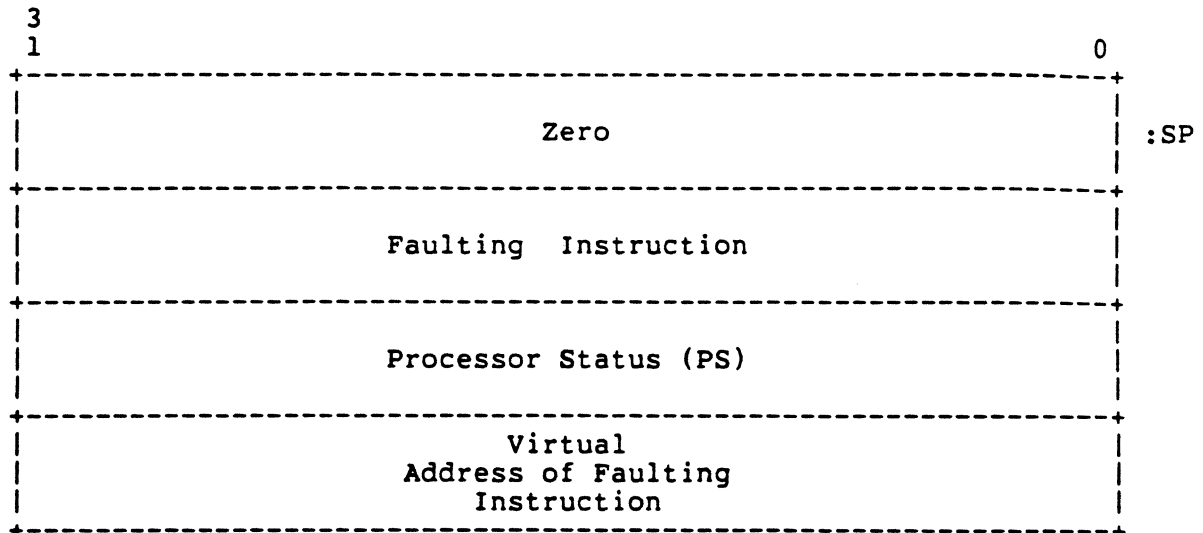 3
1 0
Zero :SP
Faulting Instruction
Processor Status (PS)
Virtual
Address of Faulting
Instruction